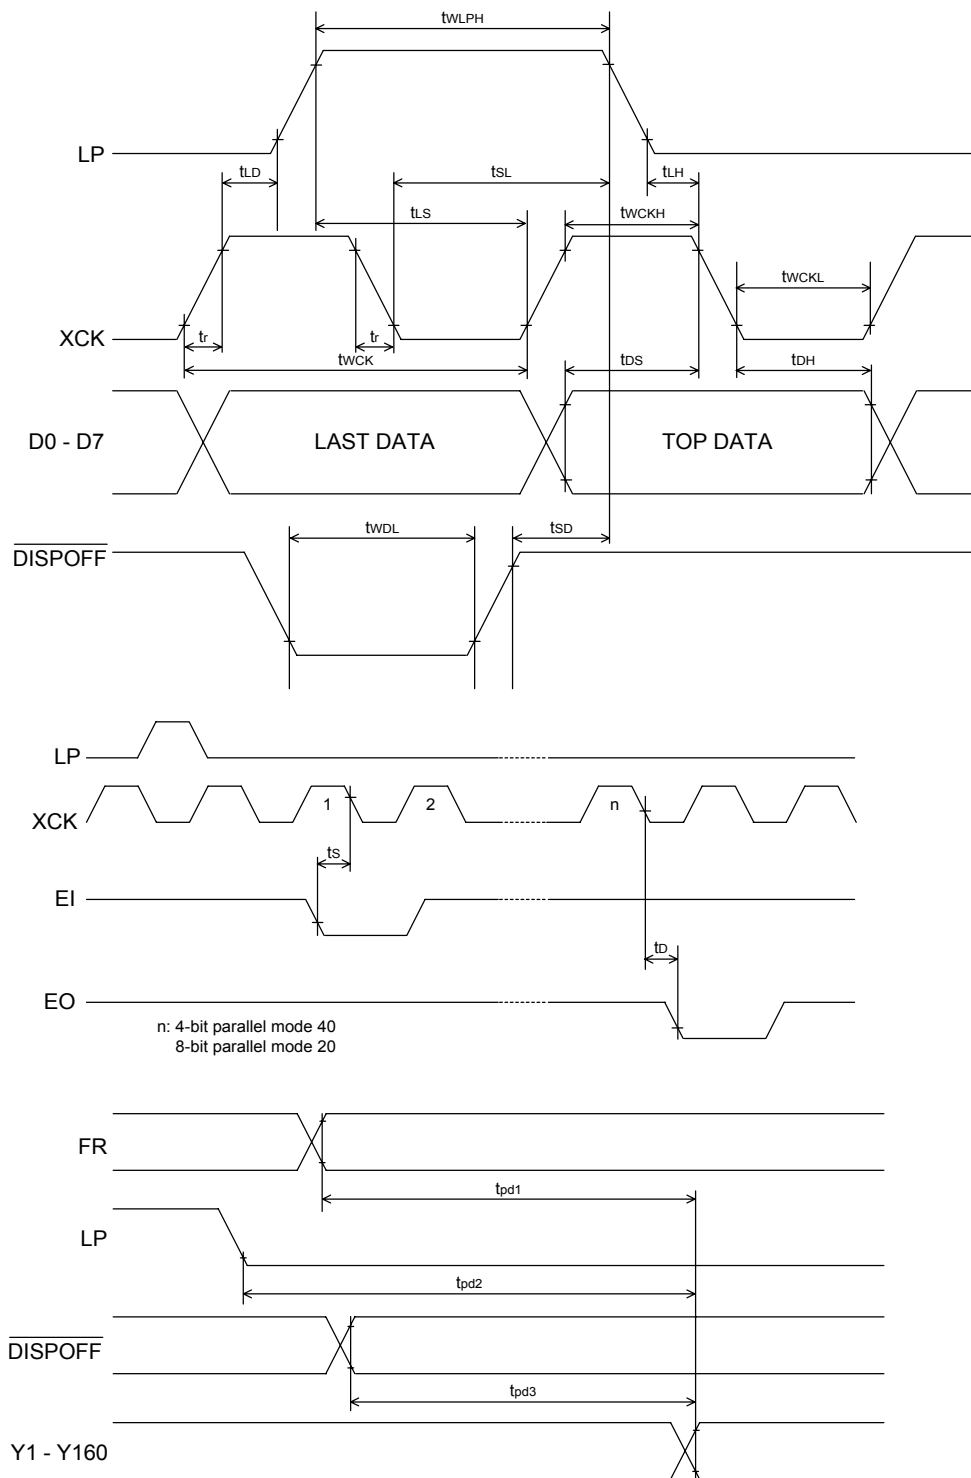 tWLPH
LP
tLD
tSL
tLH
tLS
tWCKH
tWCKL
XCK
tr
tr
tWCK
tDS
tDH
D0 - D7
LAST DATA
TOP DATA
tWDL
tSD
DISPOFF
LP
XCK
1
2
n
tS
EI
tD
EO
n: 4-bit parallel mode 40
8-bit parallel mode 20
FR
tpd1
LP
tpd2
DISPOFF
tpd3
Y1 - Y160